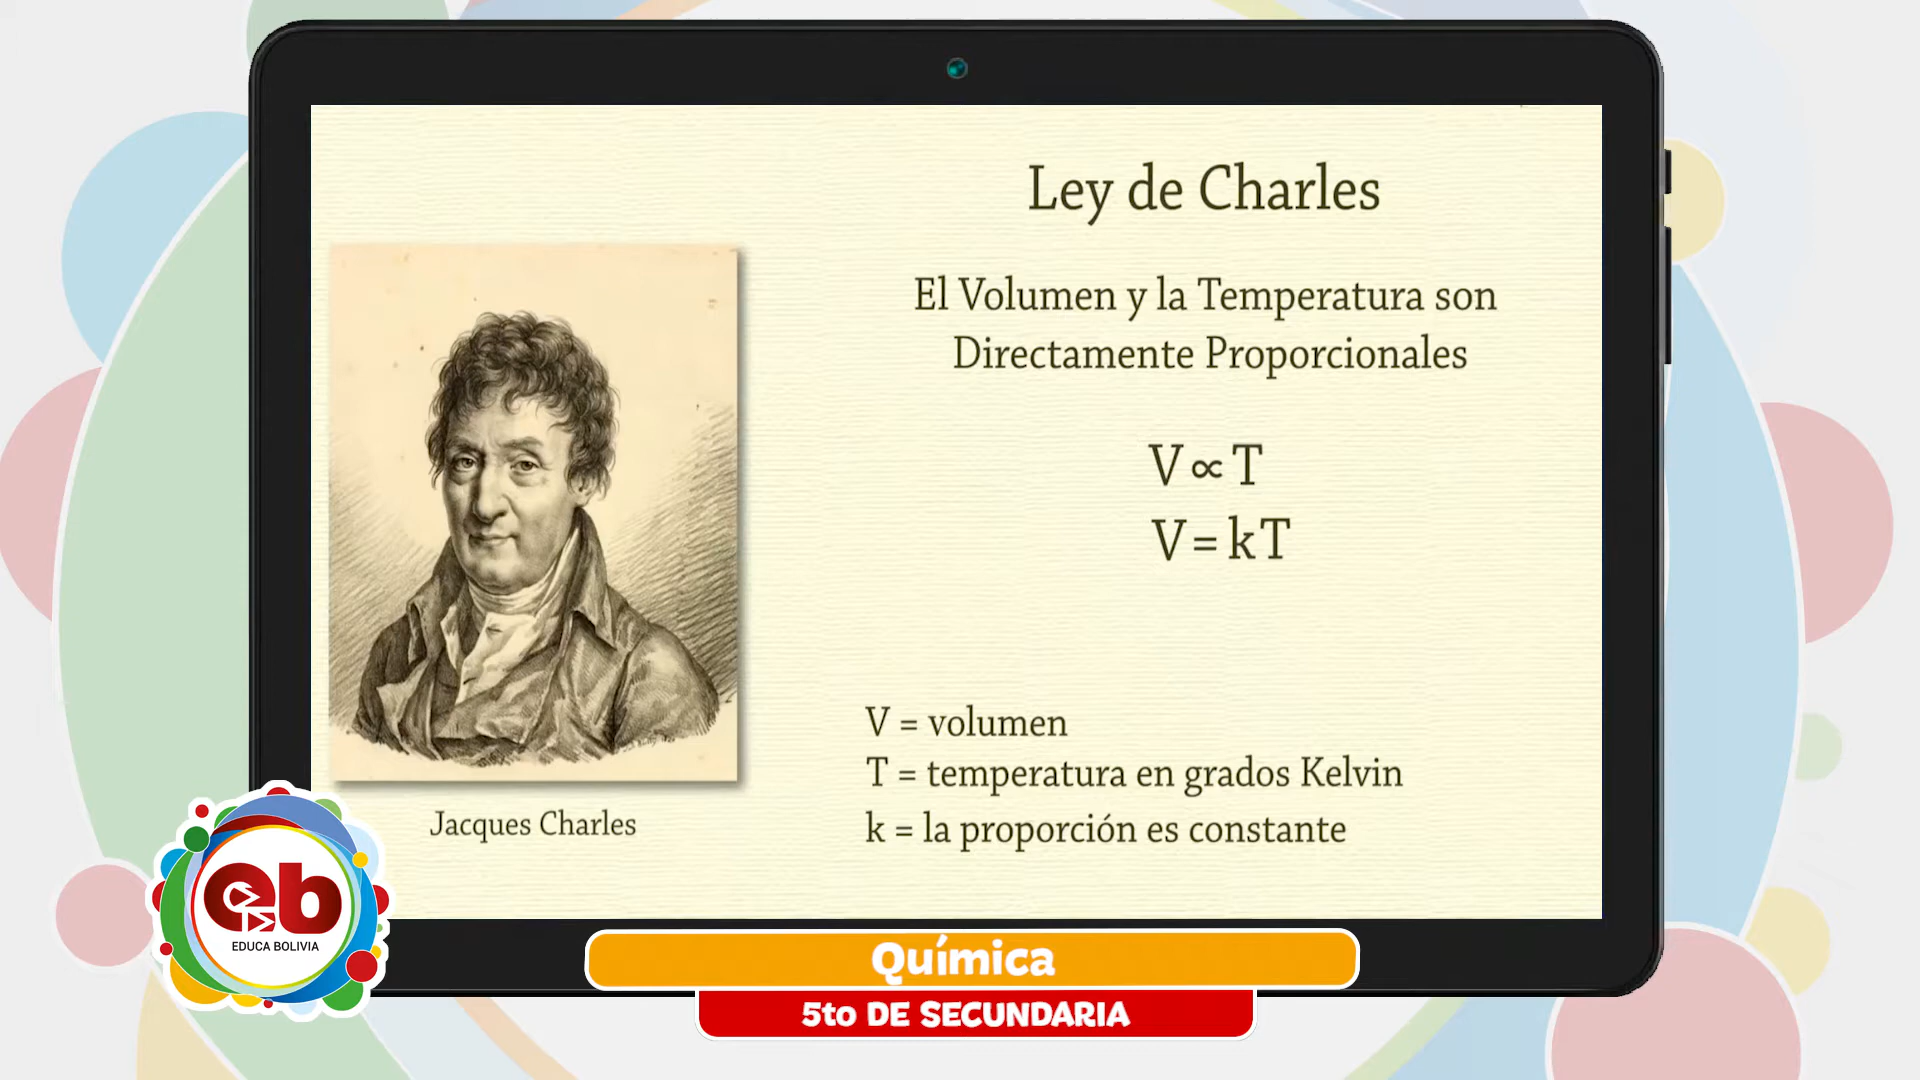 Ley de Charles
El Volumen y la Temperatura son
Directamente Proporcionales
V ∝ T
V = kT
V = volumen
T = temperatura en grados Kelvin
k = la proporción es constante
Jacques Charles
eb
EDUCA BOLIVIA
Química
5to DE SECUNDARIA